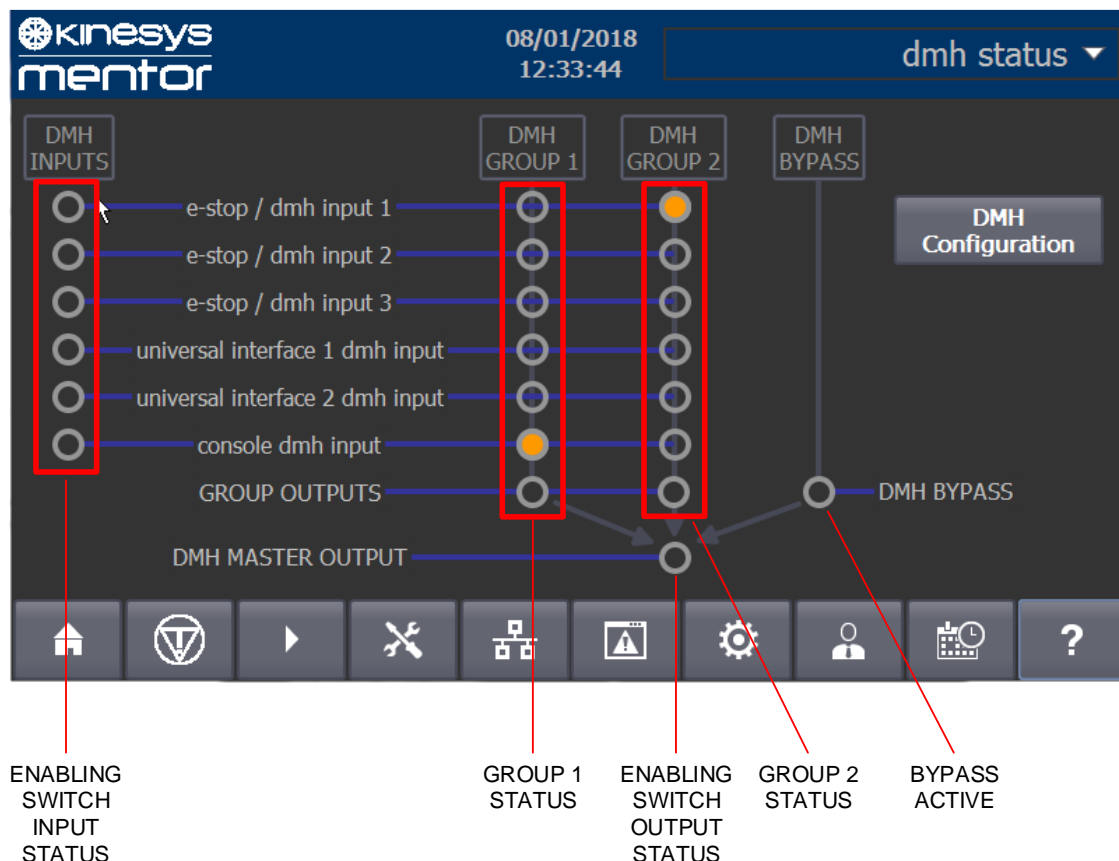 kinesys
mentor
08/01/2018
12:33:44
dmh status
DMH
INPUTS
DMH
GROUP 1
DMH
GROUP 2
DMH
BYPASS
e-stop / dmh input 1
e-stop / dmh input 2
e-stop / dmh input 3
universal interface 1 dmh input
universal interface 2 dmh input
console dmh input
GROUP OUTPUTS
DMH BYPASS
DMH MASTER OUTPUT
DMH
Configuration
?
ENABLING
SWITCH
INPUT
STATUS
GROUP 1
STATUS
ENABLING
SWITCH
OUTPUT
STATUS
GROUP 2
STATUS
BYPASS
ACTIVE